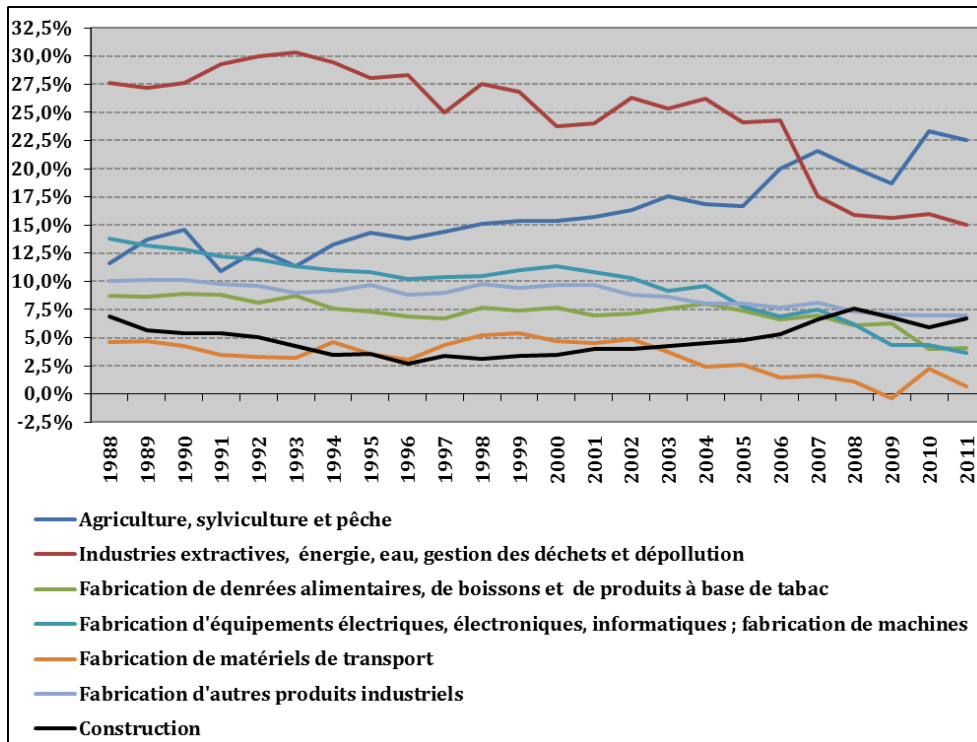 32,5%
30,0%
27,5%
25,0%
22,5%
20,0%
17,5%
15,0%
12,5%
10,0%
7,5%
5,0%
2,5%
0,0%
-2,5%
1988 1989 1990 1991 1992 1993 1994 1995 1996 1997 1998 1999 2000 2001 2002 2003 2004 2005 2006 2007 2008 2009 2010 2011
Agriculture, sylviculture et pêche
Industries extractives, énergie, eau, gestion des déchets et dépollution
Fabrication de denrées alimentaires, de boissons et de produits à base de tabac
Fabrication d'équipements électriques, électroniques, informatiques ; fabrication de machines
Fabrication de matériels de transport
Fabrication d'autres produits industriels
Construction